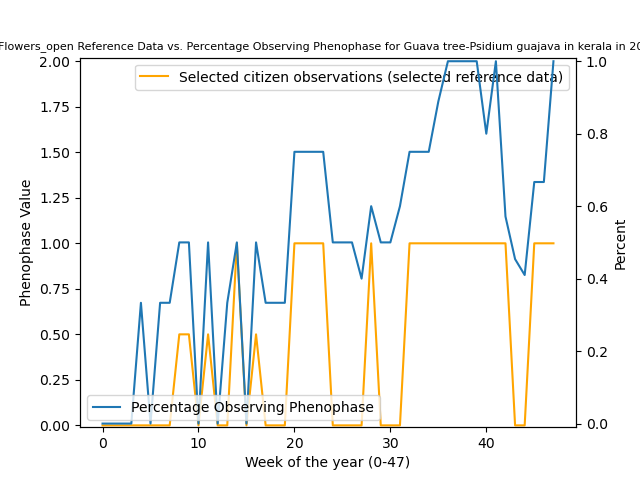 Flowers_open Reference Data vs. Percentage Observing Phenophase for Guava tree-Psidium guajava in kerala in 20
Selected citizen observations (selected reference data)
Percentage Observing Phenophase
Phenophase Value
2.00
1.75
1.50
1.25
1.00
0.75
0.50
0.25
0.00
Percent
1.0
0.8
0.6
0.4
0.2
0.0
0 10 20 30 40
Week of the year (0-47)